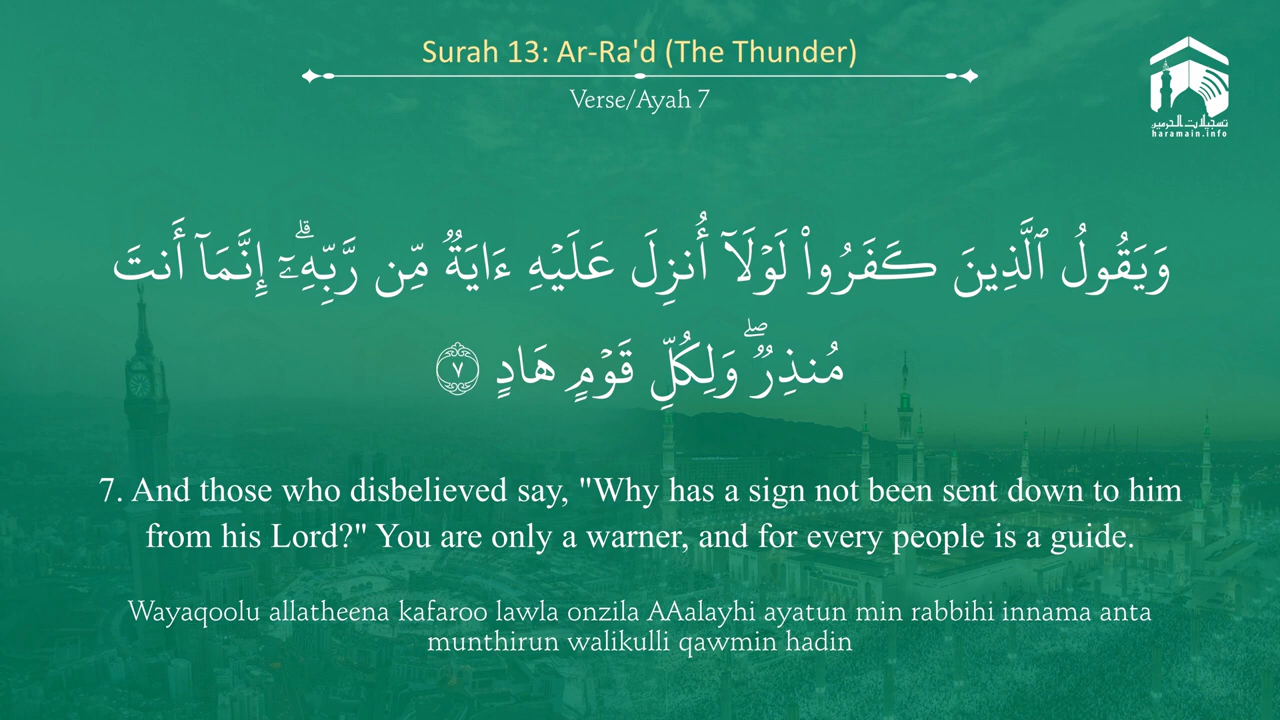 Surah 13: Ar-Ra'd (The Thunder)
Verse/Ayah 7
تسجيلات الحرمين
haramain.info
وَيَقُولُ ٱلَّذِينَ كَفَرُوا۟ لَوْلَآ أُنزِلَ عَلَيْهِ ءَايَةٌ مِّن رَّبِّهِۦٓ ۗ إِنَّمَآ أَنتَ
مُنذِرٌ ۖ وَلِكُلِّ قَوْمٍ هَادٍ ٧
7. And those who disbelieved say, "Why has a sign not been sent down to him
from his Lord?" You are only a warner, and for every people is a guide.
Wayaqoolu allatheena kafaroo lawla onzila AAalayhi ayatun min rabbihi innama anta
munthirun walikulli qawmin hadin